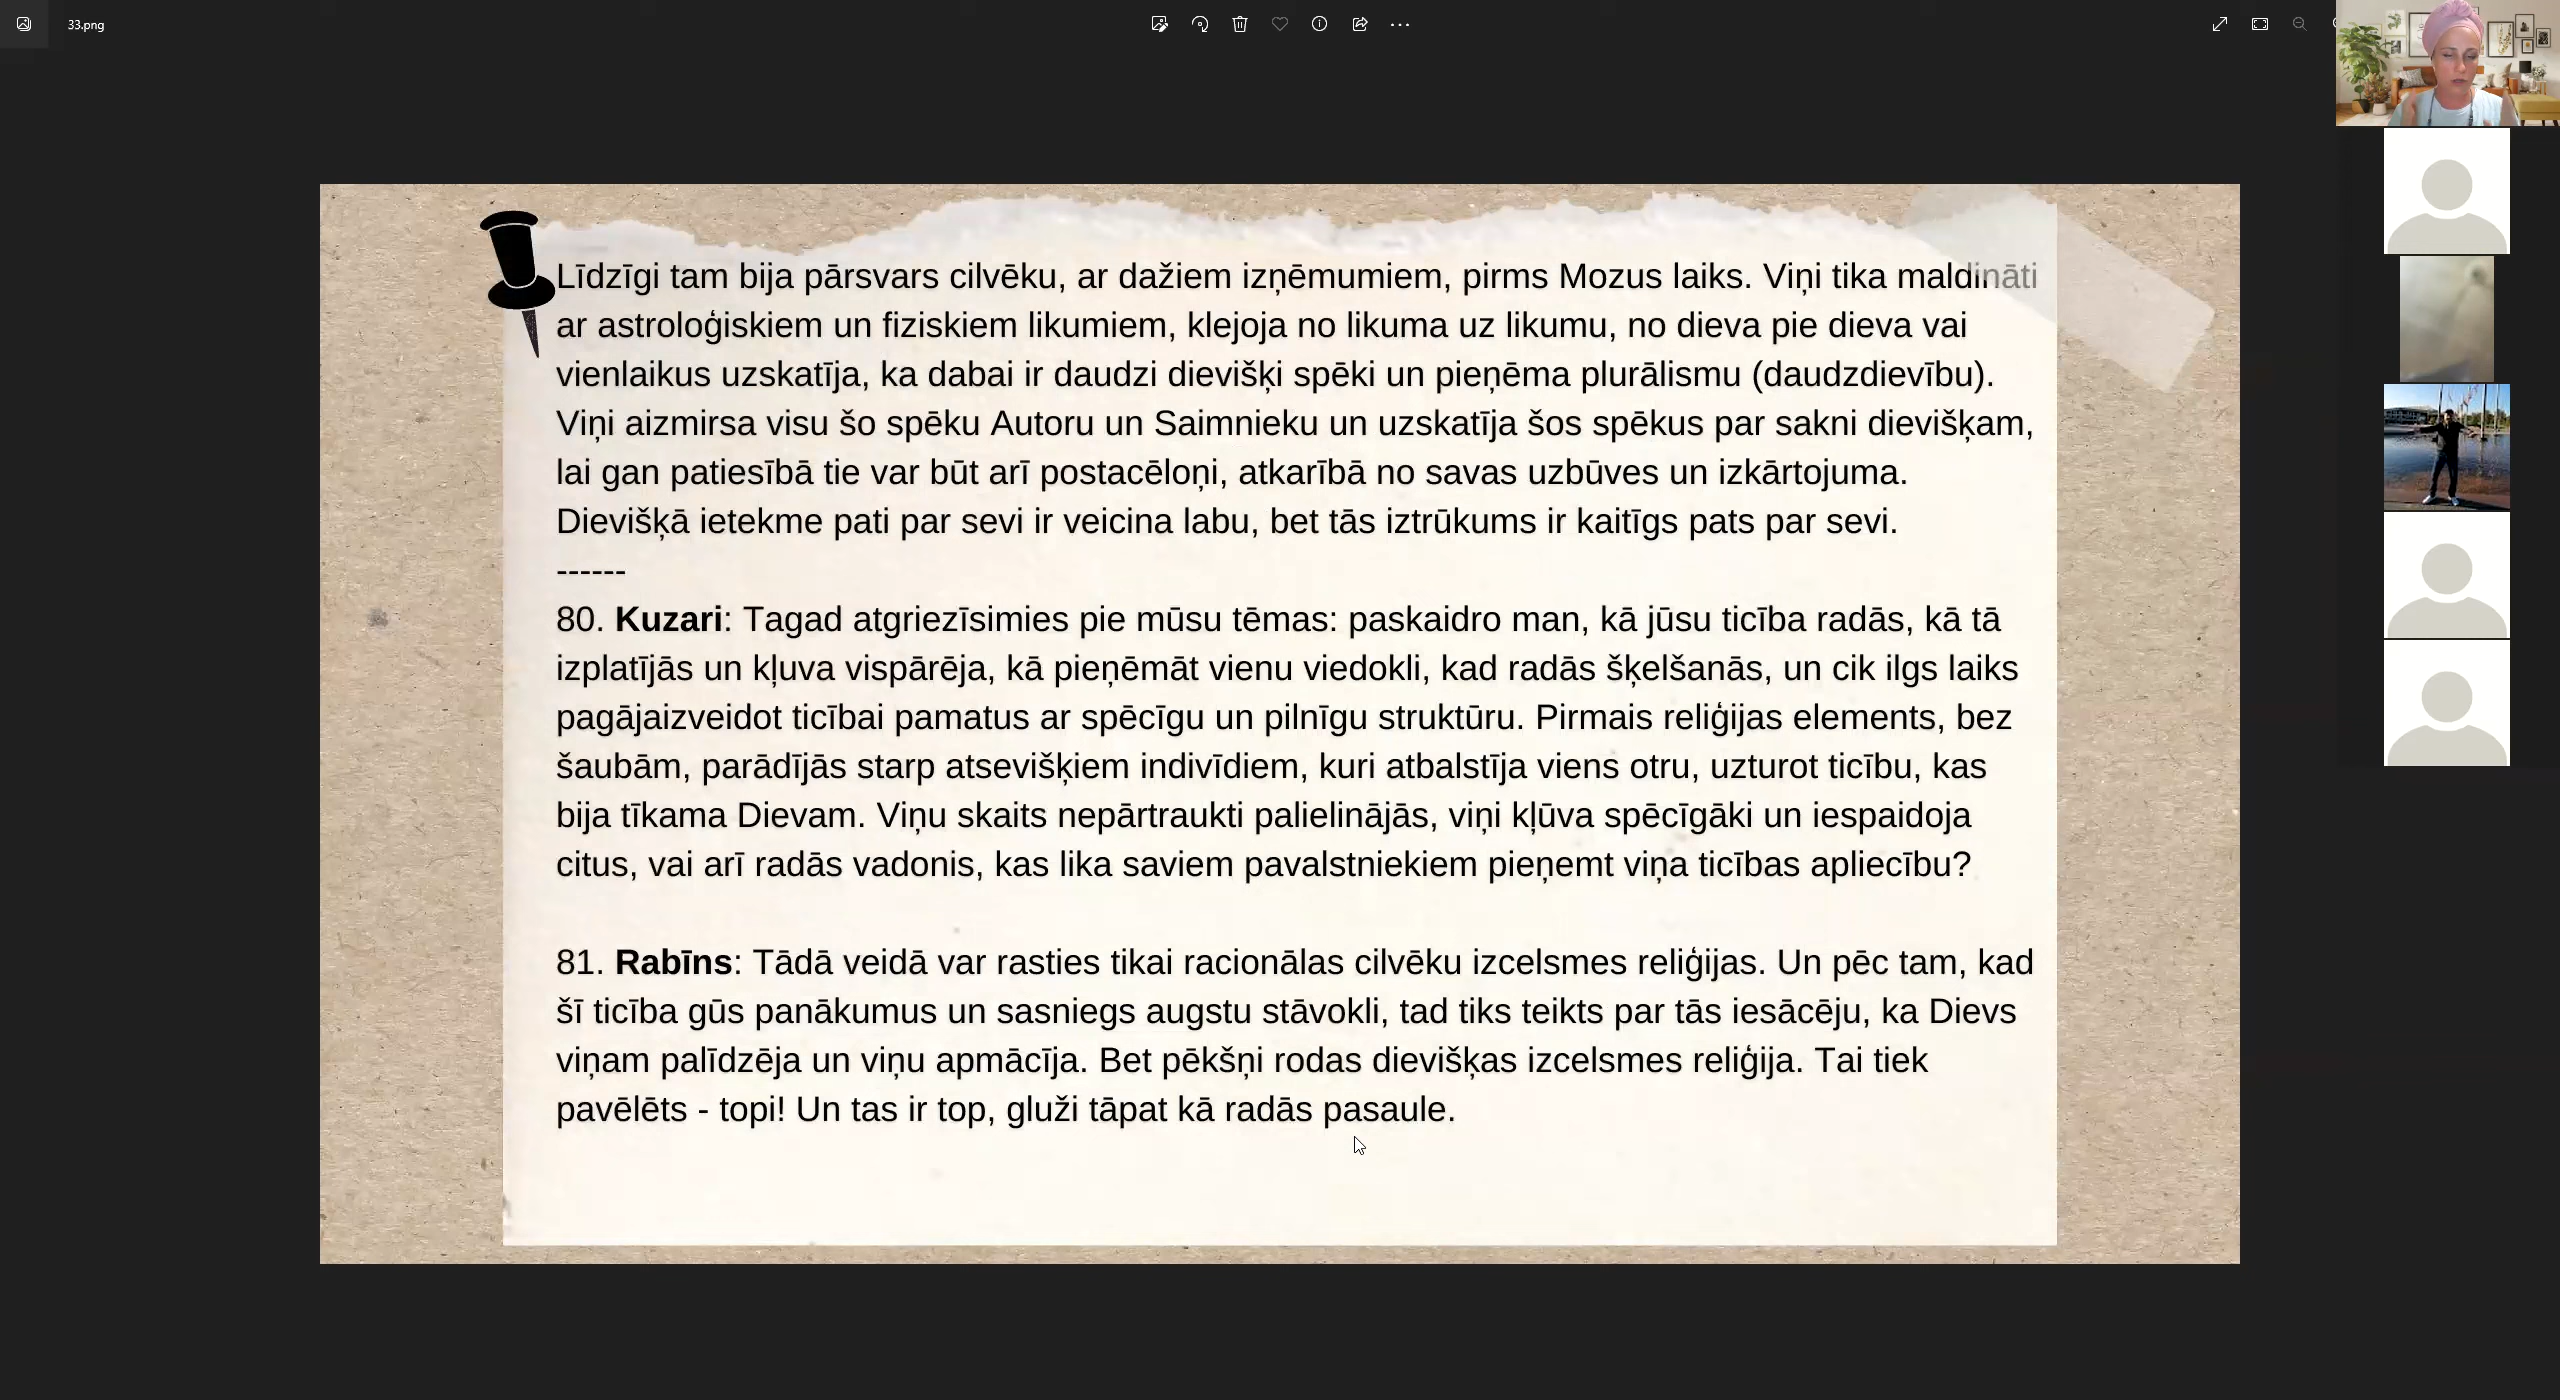 33.png
Līdzīgi tam bija pārsvars cilvēku, ar dažiem izņēmumiem, pirms Mozus laiks. Viņi tika maldināti
ar astroloģiskiem un fiziskiem likumiem, klejoja no likuma uz likumu, no dieva pie dieva vai
vienlaikus uzskatīja, ka dabai ir daudzi dievišķi spēki un pieņēma plurālismu (daudzdievību).
Viņi aizmirsa visu šo spēku Autoru un Saimnieku un uzskatīja šos spēkus par sakni dievišķam,
lai gan patiesībā tie var būt arī postacēloņi, atkarībā no savas uzbūves un izkārtojuma.
Dievišķā ietekme pati par sevi ir veicina labu, bet tās iztrūkums ir kaitīgs pats par sevi.
------
80. Kuzari: Tagad atgriezīsimies pie mūsu tēmas: paskaidro man, kā jūsu ticība radās, kā tā
izplatījās un kļuva vispārēja, kā pieņēmāt vienu viedokli, kad radās šķelšanās, un cik ilgs laiks
pagājaizveidot ticībai pamatus ar spēcīgu un pilnīgu struktūru. Pirmais reliģijas elements, bez
šaubām, parādījās starp atsevišķiem indivīdiem, kuri atbalstīja viens otru, uzturot ticību, kas
bija tīkama Dievam. Viņu skaits nepārtraukti palielinājās, viņi kļūva spēcīgāki un iespaidoja
citus, vai arī radās vadonis, kas lika saviem pavalstniekiem pieņemt viņa ticības apliecību?
81. Rabīns: Tādā veidā var rasties tikai racionālas cilvēku izcelsmes reliģijas. Un pēc tam, kad
šī ticība gūs panākumus un sasniegs augstu stāvokli, tad tiks teikts par tās iesācēju, ka Dievs
viņam palīdzēja un viņu apmācīja. Bet pēkšņi rodas dievišķas izcelsmes reliģija. Tai tiek
pavēlēts - topi! Un tas ir top, gluži tāpat kā radās pasaule.